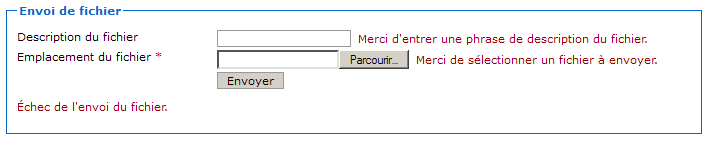 Envoi de fichier
Description du fichier Merci d'entrer une phrase de description du fichier.
Emplacement du fichier * Parcourir... Merci de sélectionner un fichier à envoyer.
Envoyer
Échec de l'envoi du fichier.